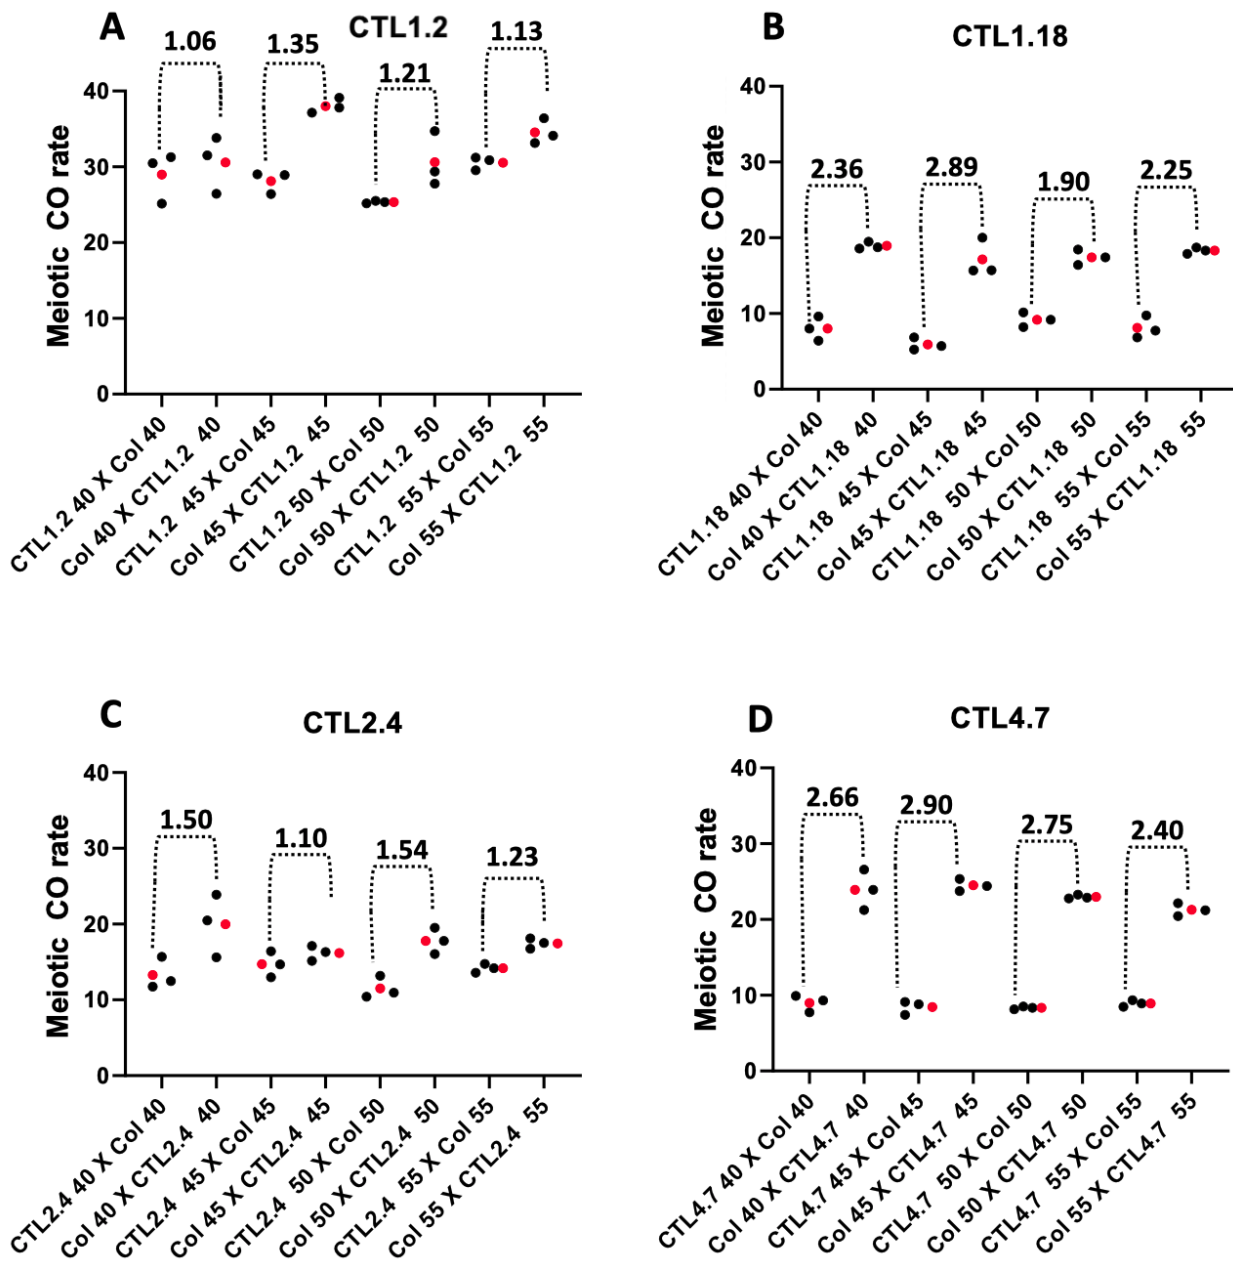 A
CTL1.2
1.06
1.35
1.21
1.13
Meiotic CO rate
40
30
20
10
0
CTL1.2 40 X Col 40
Col 40 X CTL1.2 40
CTL1.2 45 X Col 45
Col 45 X CTL1.2 45
CTL1.2 50 X Col 50
Col 50 X CTL1.2 50
CTL1.2 55 X Col 55
Col 55 X CTL1.2 55
B
CTL1.18
2.36
2.89
1.90
2.25
Meiotic CO rate
40
30
20
10
0
CTL1.18 40 X Col 40
Col 40 X CTL1.18 40
CTL1.18 45 X Col 45
Col 45 X CTL1.18 45
CTL1.18 50 X Col 50
Col 50 X CTL1.18 50
CTL1.18 55 X Col 55
Col 55 X CTL1.18 55
C
CTL2.4
1.50
1.10
1.54
1.23
Meiotic CO rate
40
30
20
10
0
CTL2.4 40 X Col 40
Col 40 X CTL2.4 40
CTL2.4 45 X Col 45
Col 45 X CTL2.4 45
CTL2.4 50 X Col 50
Col 50 X CTL2.4 50
CTL2.4 55 X Col 55
Col 55 X CTL2.4 55
D
CTL4.7
2.66
2.90
2.75
2.40
Meiotic CO rate
40
30
20
10
0
CTL4.7 40 X Col 40
Col 40 X CTL4.7 40
CTL4.7 45 X Col 45
Col 45 X CTL4.7 45
CTL4.7 50 X Col 50
Col 50 X CTL4.7 50
CTL4.7 55 X Col 55
Col 55 X CTL4.7 55